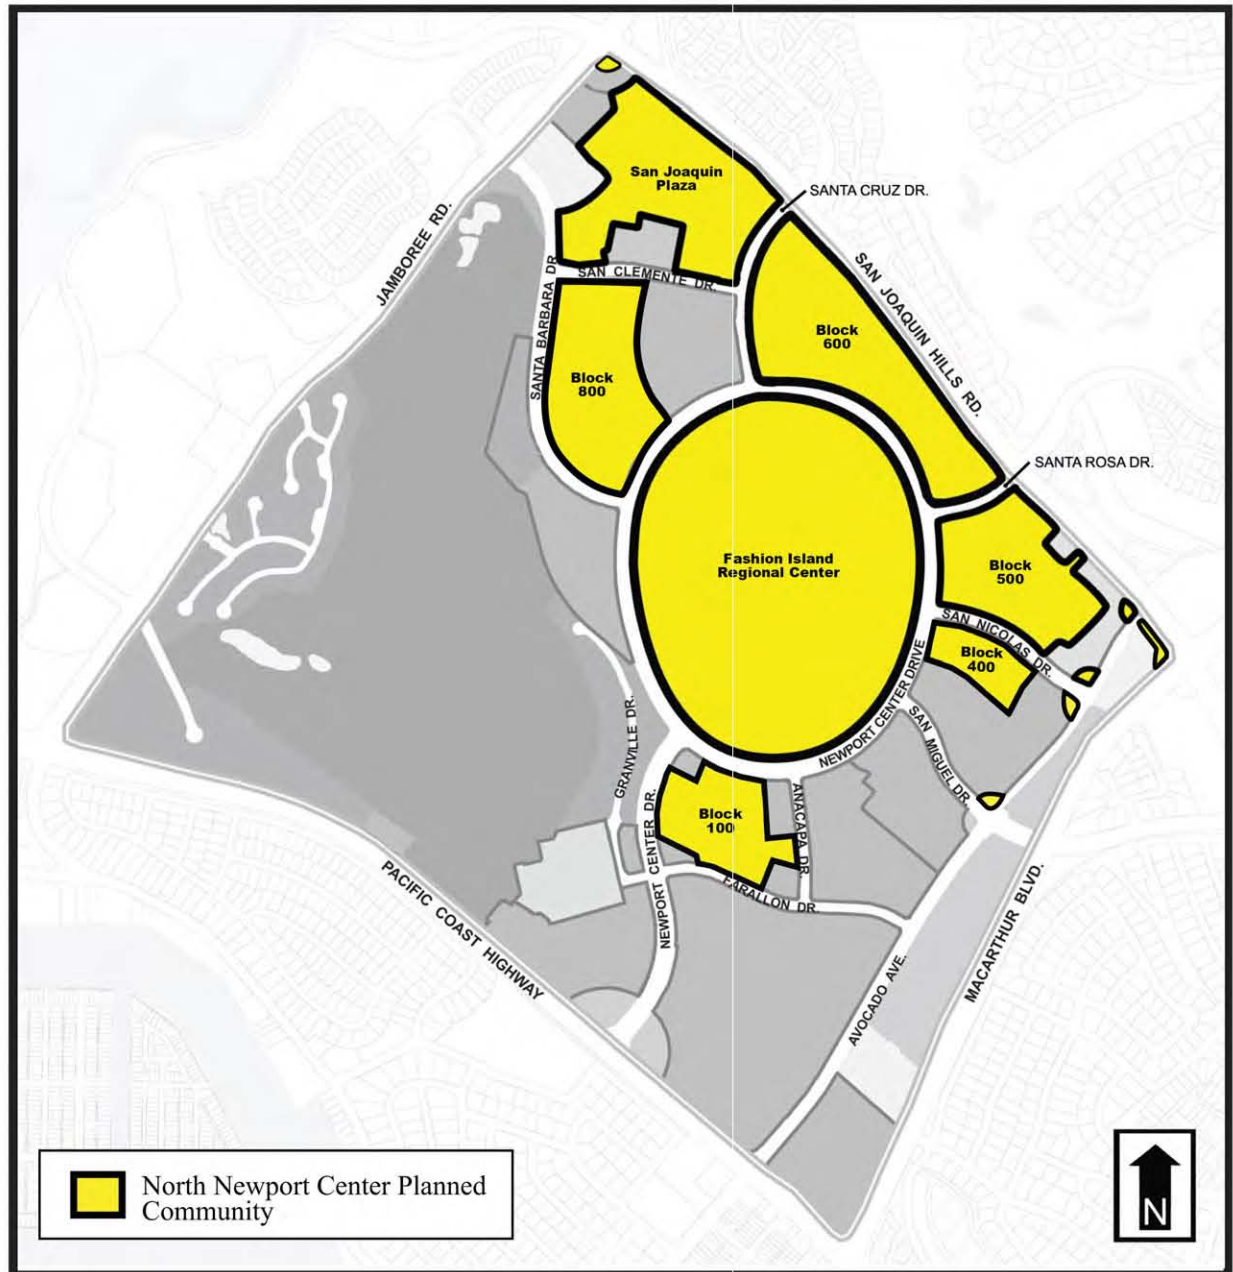 San Joaquin
Plaza
SANTA CRUZ DR.
JAMBOREE RD.
SAN CLEMENTE DR.
SANTA BARBARA DR
SAN JOAQUIN HILLS RD.
Block
600
Block
800
SANTA ROSA DR.
Fashion Island
Regional Center
Block
500
SAN NICOLAS DR.
Block
400
NEWPORT CENTER DRIVE
SAN MIGUEL DR.
GRANVILLE DR.
NEWPORT CENTER DR.
Block
100
ANACAPA DR.
FARALLON DR.
PACIFIC COAST HIGHWAY
AVOCADO AVE.
MACARTHUR BLVD.
North Newport Center Planned
Community
N